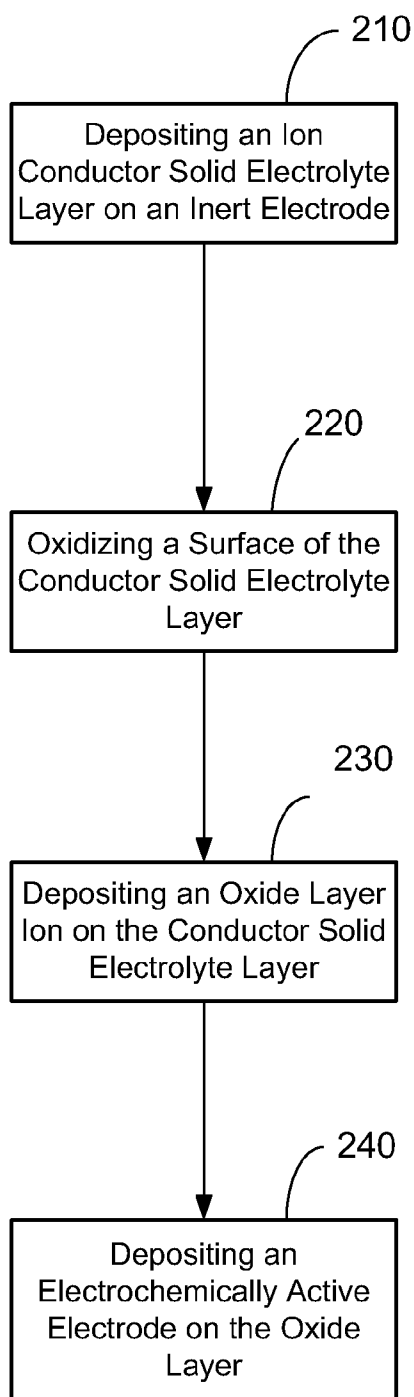 210
Depositing an Ion
Conductor Solid Electrolyte
Layer on an Inert Electrode
220
Oxidizing a Surface of the
Conductor Solid Electrolyte
Layer
230
Depositing an Oxide Layer
Ion on the Conductor Solid
Electrolyte Layer
240
Depositing an
Electrochemically Active
Electrode on the Oxide
Layer